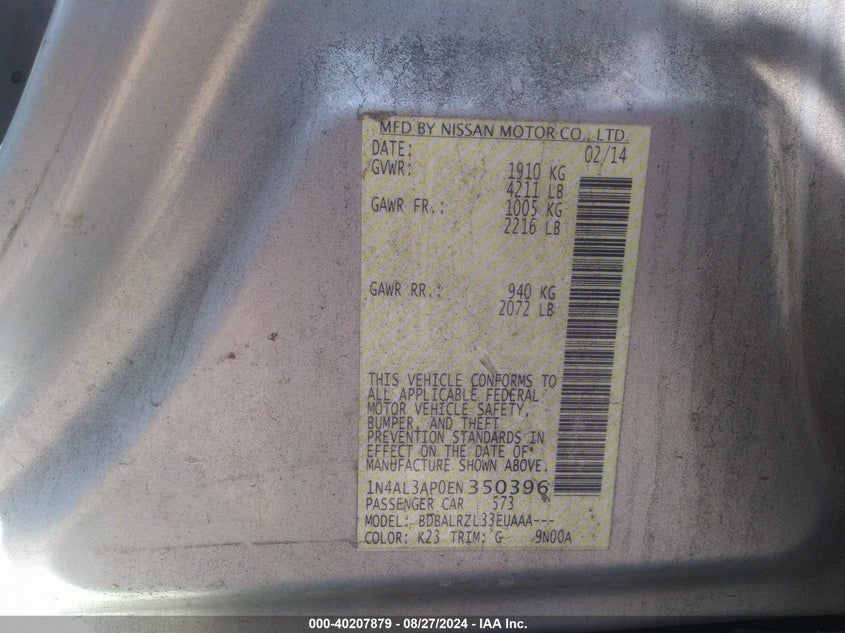 MFD BY NISSAN MOTOR CO., LTD.
DATE: 02/14
GVWR: 1910 KG
4211 LB
GAWR FR.: 1005 KG
2216 LB
GAWR RR.: 940 KG
2072 LB
THIS VEHICLE CONFORMS TO
ALL APPLICABLE FEDERAL
MOTOR VEHICLE SAFETY,
BUMPER, AND THEFT
PREVENTION STANDARDS IN
EFFECT ON THE DATE OF
MANUFACTURE SHOWN ABOVE.
1N4AL3AP0EN350396
PASSENGER CAR 573
MODEL: BDBALRZL33EUAAA---
COLOR: K23 TRIM: G 9N00A
000-40207879 - 08/27/2024 - IAA Inc.